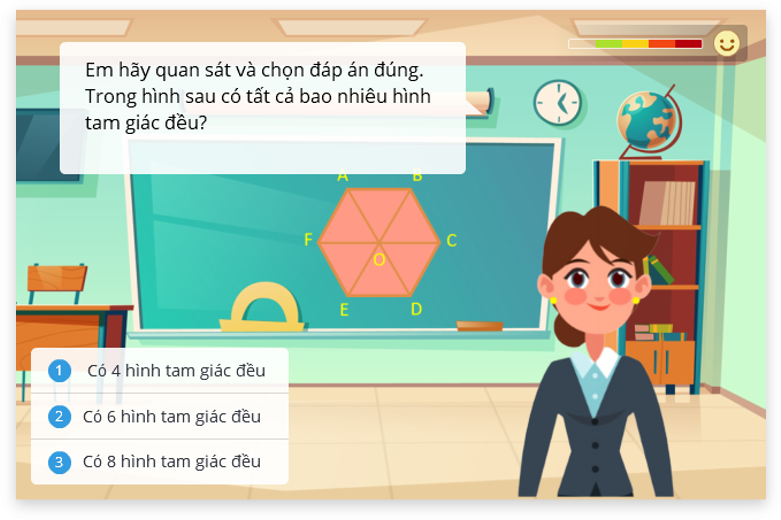 Em hãy quan sát và chọn đáp án đúng.
Trong hình sau có tất cả bao nhiêu hình
tam giác đều?
A B
F C
O
E D
1 Có 4 hình tam giác đều
2 Có 6 hình tam giác đều
3 Có 8 hình tam giác đều